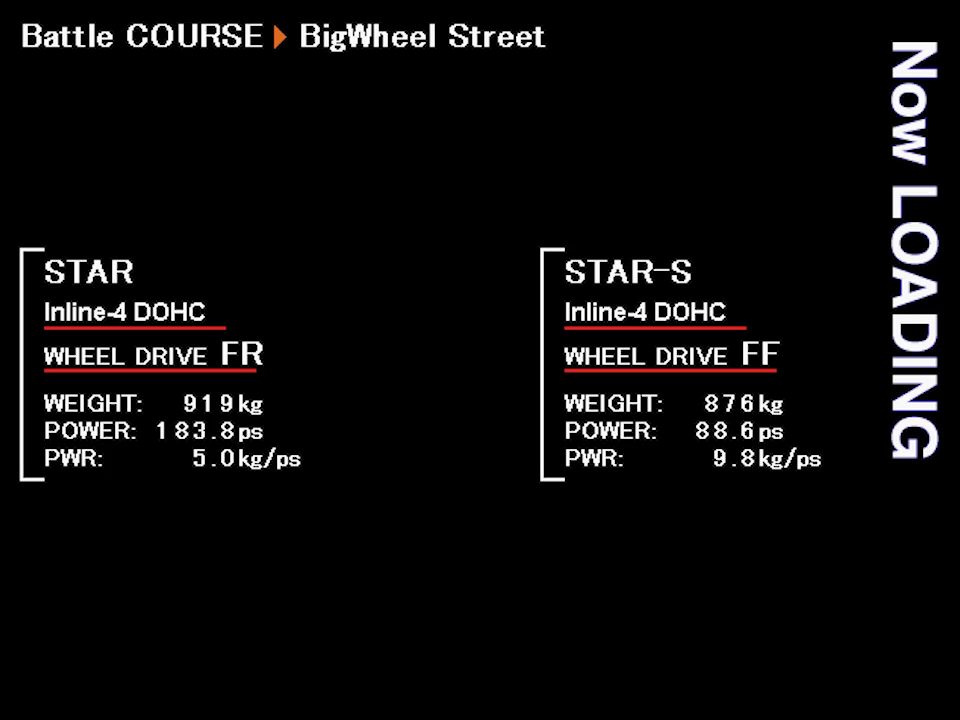 Battle COURSE BigWheel Street
Now LOADING
STAR
Inline-4 DOHC
WHEEL DRIVE FR
WEIGHT: 919kg
POWER: 183.8ps
PWR: 5.0kg/ps
STAR-S
Inline-4 DOHC
WHEEL DRIVE FF
WEIGHT: 876kg
POWER: 88.6ps
PWR: 9.8kg/ps